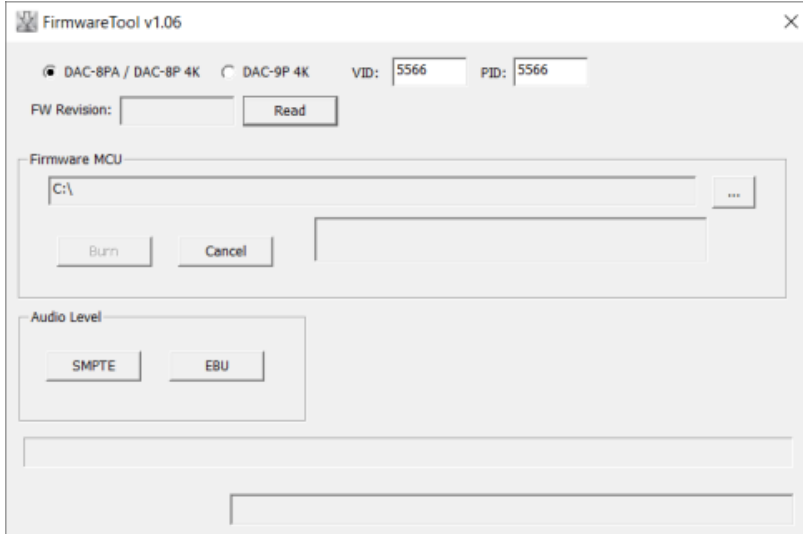 FirmwareTool v1.06
DAC-8PA / DAC-8P 4K DAC-9P 4K VID: 5566 PID: 5566
FW Revision: Read
Firmware MCU
C:\ ...
Burn Cancel
Audio Level
SMPTE EBU